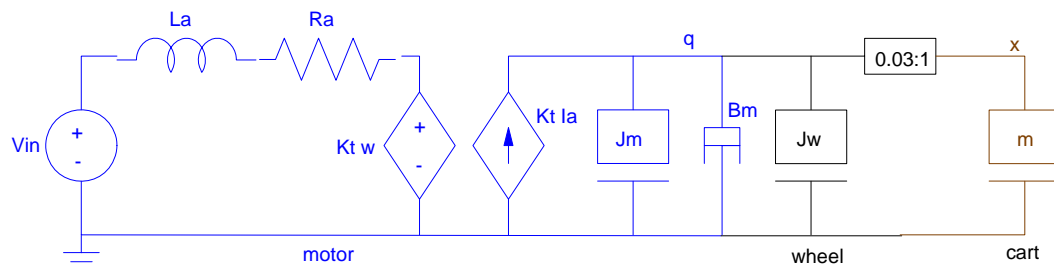 La
Ra
q
x
0.03:1
Vin
+
-
Kt w
+
-
Kt Ia
Jm
Bm
Jw
m
motor
wheel
cart